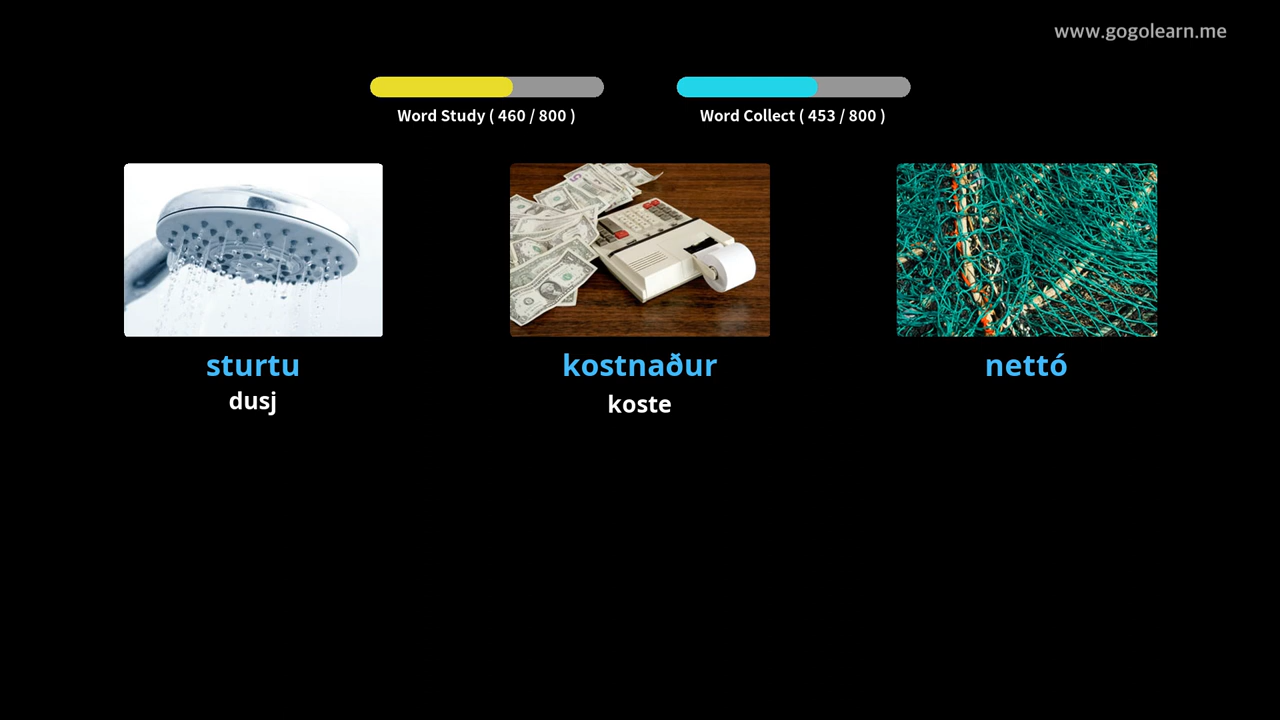 www.gogolearn.me
Word Study ( 460 / 800 )
Word Collect ( 453 / 800 )
sturtu
dusj
kostnaður
koste
nettó